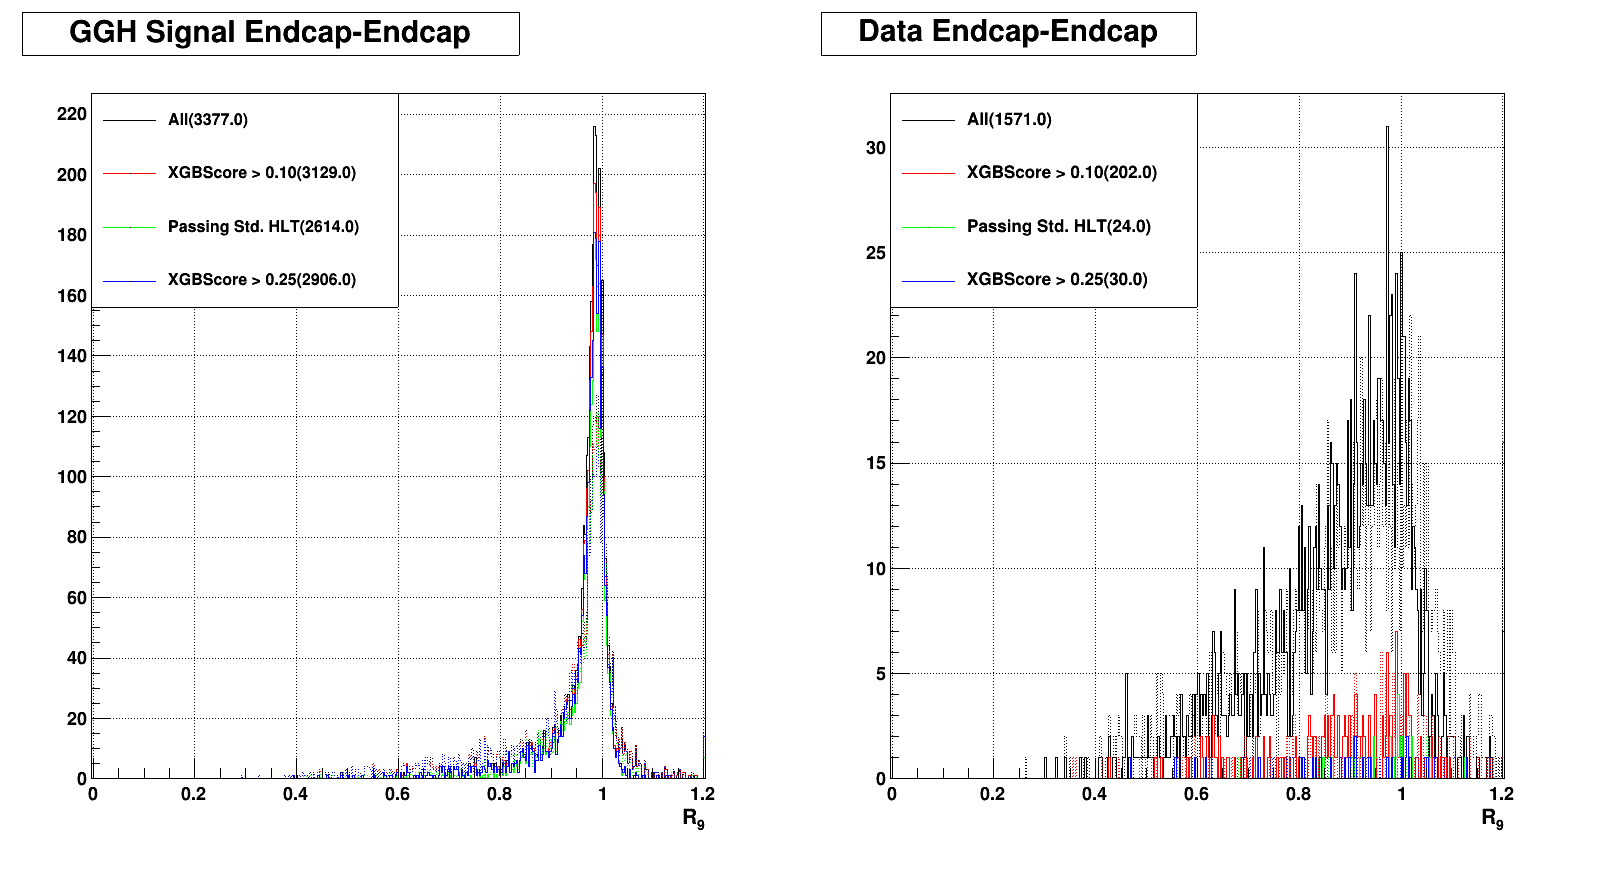 GGH Signal Endcap-Endcap
All(3377.0)
XGBScore > 0.10(3129.0)
Passing Std. HLT(2614.0)
XGBScore > 0.25(2906.0)
220
200
180
160
140
120
100
80
60
40
20
0
0 0.2 0.4 0.6 0.8 1 1.2
R9
Data Endcap-Endcap
All(1571.0)
XGBScore > 0.10(202.0)
Passing Std. HLT(24.0)
XGBScore > 0.25(30.0)
30
25
20
15
10
5
0
0 0.2 0.4 0.6 0.8 1 1.2
R9